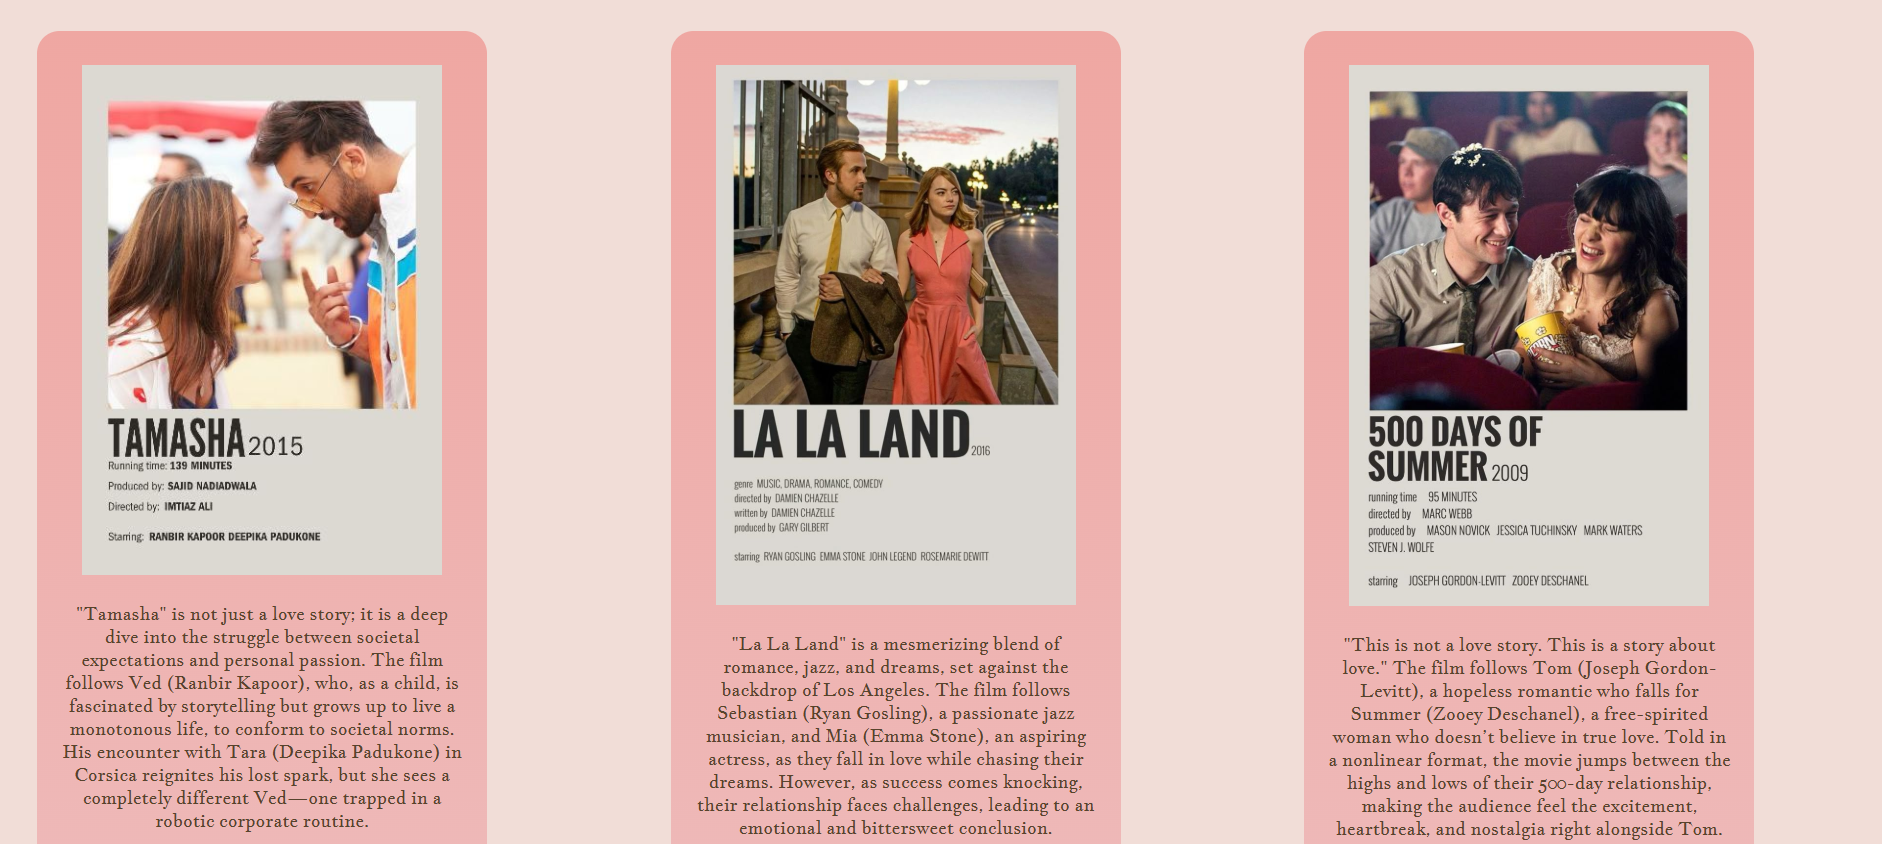 TAMASHA 2015
Running time: 139 MINUTES
Produced by: SAJID NADIADWALA
Directed by: IMTIAZ ALI
Starring: RANBIR KAPOOR DEEPIKA PADUKONE
"Tamasha" is not just a love story; it is a deep
dive into the struggle between societal
expectations and personal passion. The film
follows Ved (Ranbir Kapoor), who, as a child, is
fascinated by storytelling but grows up to live a
monotonous life, to conform to societal norms.
His encounter with Tara (Deepika Padukone) in
Corsica reignites his lost spark, but she sees a
completely different Ved—one trapped in a
robotic corporate routine.
LA LA LAND 2016
genre MUSIC, DRAMA, ROMANCE, COMEDY
directed by DAMIEN CHAZELLE
written by DAMIEN CHAZELLE
produced by GARY GILBERT
starring RYAN GOSLING EMMA STONE JOHN LEGEND ROSEMARIE DEWITT
"La La Land" is a mesmerizing blend of
romance, jazz, and dreams, set against the
backdrop of Los Angeles. The film follows
Sebastian (Ryan Gosling), a passionate jazz
musician, and Mia (Emma Stone), an aspiring
actress, as they fall in love while chasing their
dreams. However, as success comes knocking,
their relationship faces challenges, leading to an
emotional and bittersweet conclusion.
500 DAYS OF
SUMMER 2009
running time 95 MINUTES
directed by MARC WEBB
produced by MASON NOVICK JESSICA TUCHINSKY MARK WATERS
STEVEN J. WOLFE
starring JOSEPH GORDON-LEVITT ZOOEY DESCHANEL
"This is not a love story. This is a story about
love." The film follows Tom (Joseph Gordon-
Levitt), a hopeless romantic who falls for
Summer (Zooey Deschanel), a free-spirited
woman who doesn't believe in true love. Told in
a nonlinear format, the movie jumps between the
highs and lows of their 500-day relationship,
making the audience feel the excitement,
heartbreak, and nostalgia right alongside Tom.